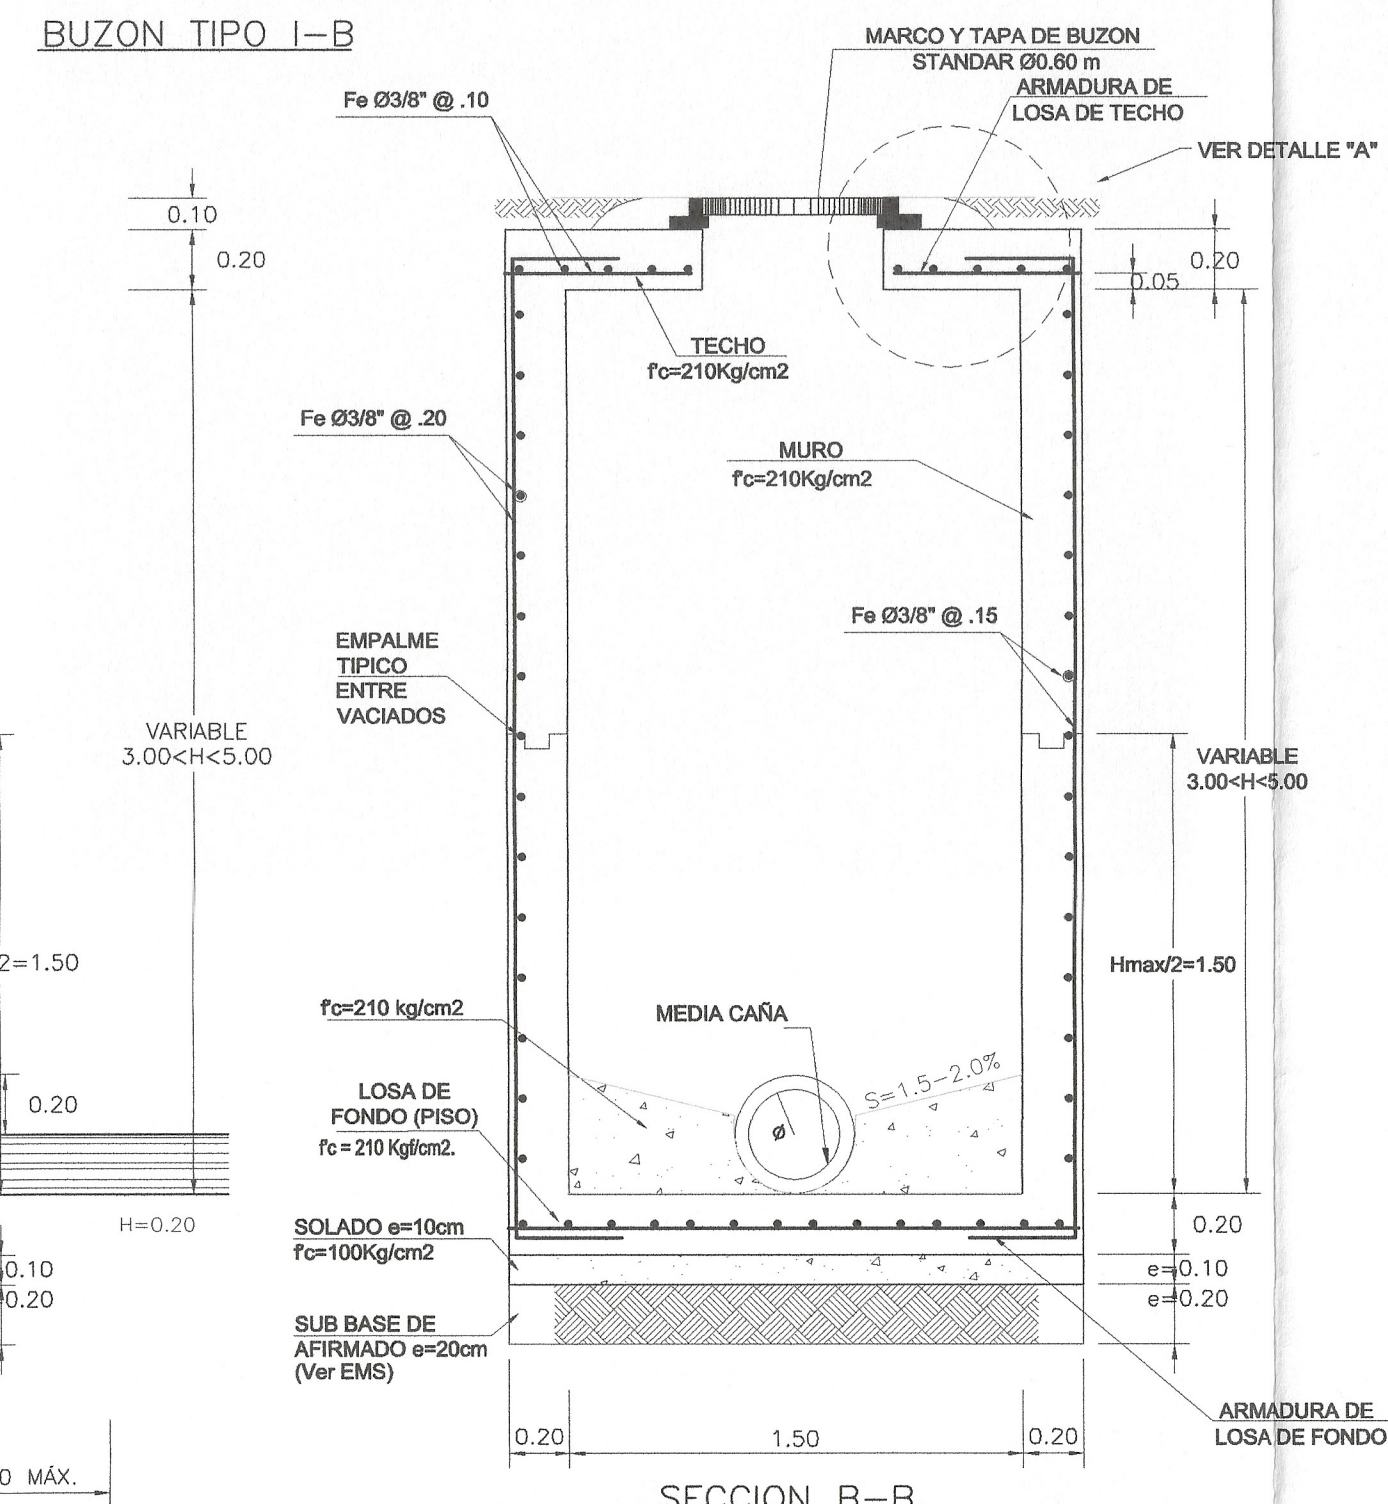 BUZON TIPO I-B
MARCO Y TAPA DE BUZON
STANDAR Ø0.60 m
ARMADURA DE
LOSA DE TECHO
Fe Ø3/8" @ .10
VER DETALLE "A"
0.10
0.20
0.20
0.05
TECHO
f'c=210Kg/cm2
Fe Ø3/8" @ .20
MURO
f'c=210Kg/cm2
Fe Ø3/8" @ .15
EMPALME
TIPICO
ENTRE
VACIADOS
VARIABLE
3.00<H<5.00
VARIABLE
3.00<H<5.00
2=1.50
Hmax/2=1.50
f'c=210 kg/cm2
MEDIA CAÑA
S=1.5-2.0%
Ø
0.20
LOSA DE
FONDO (PISO)
f'c = 210 Kgf/cm2.
H=0.20
SOLADO e=10cm
f'c=100Kg/cm2
0.20
0.10
0.20
e=0.10
e=0.20
SUB BASE DE
AFIRMADO e=20cm
(Ver EMS)
ARMADURA DE
LOSA DE FONDO
0.20
1.50
0.20
0 MÁX.
SECCION B-B